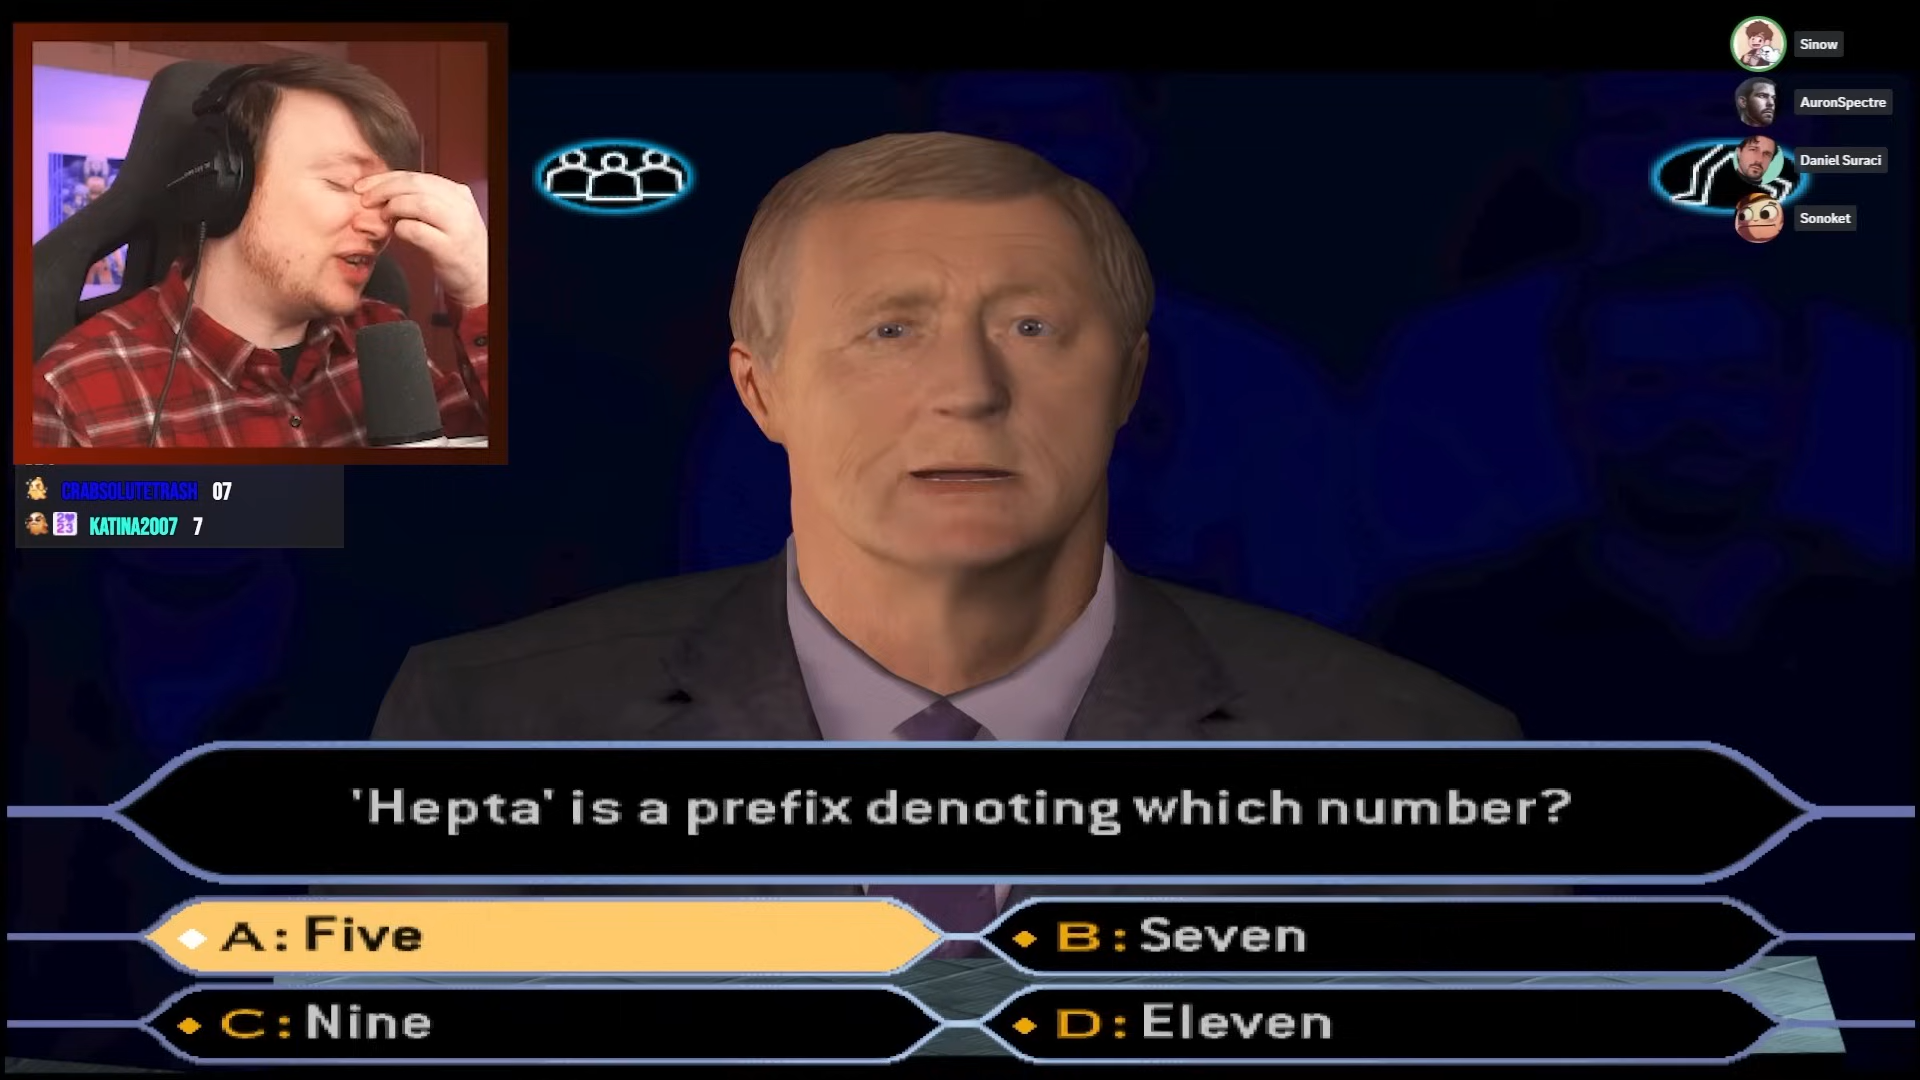 Sinow
AuronSpectre
Daniel Suraci
Sonoket
CRABSOLUTETRASH 07
KATINA2007 7
'Hepta' is a prefix denoting which number?
A: Five
B: Seven
C: Nine
D: Eleven